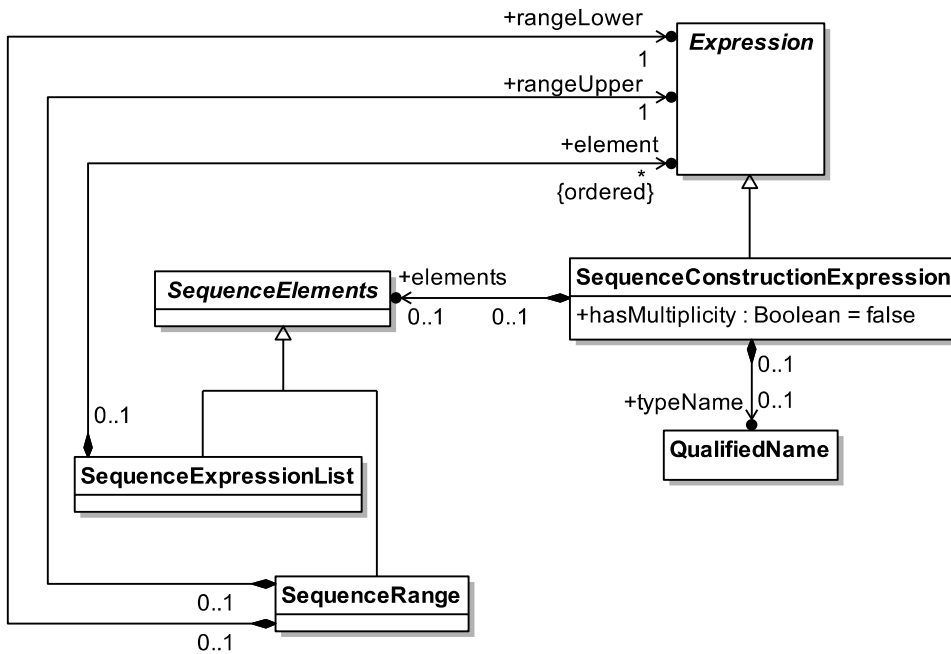 +rangeLower
1
Expression
+rangeUpper
1
+element
*
{ordered}
SequenceElements
+elements
0..1
0..1
SequenceConstructionExpression
+hasMultiplicity : Boolean = false
0..1
+typeName
0..1
QualifiedName
0..1
SequenceExpressionList
SequenceRange
0..1
0..1